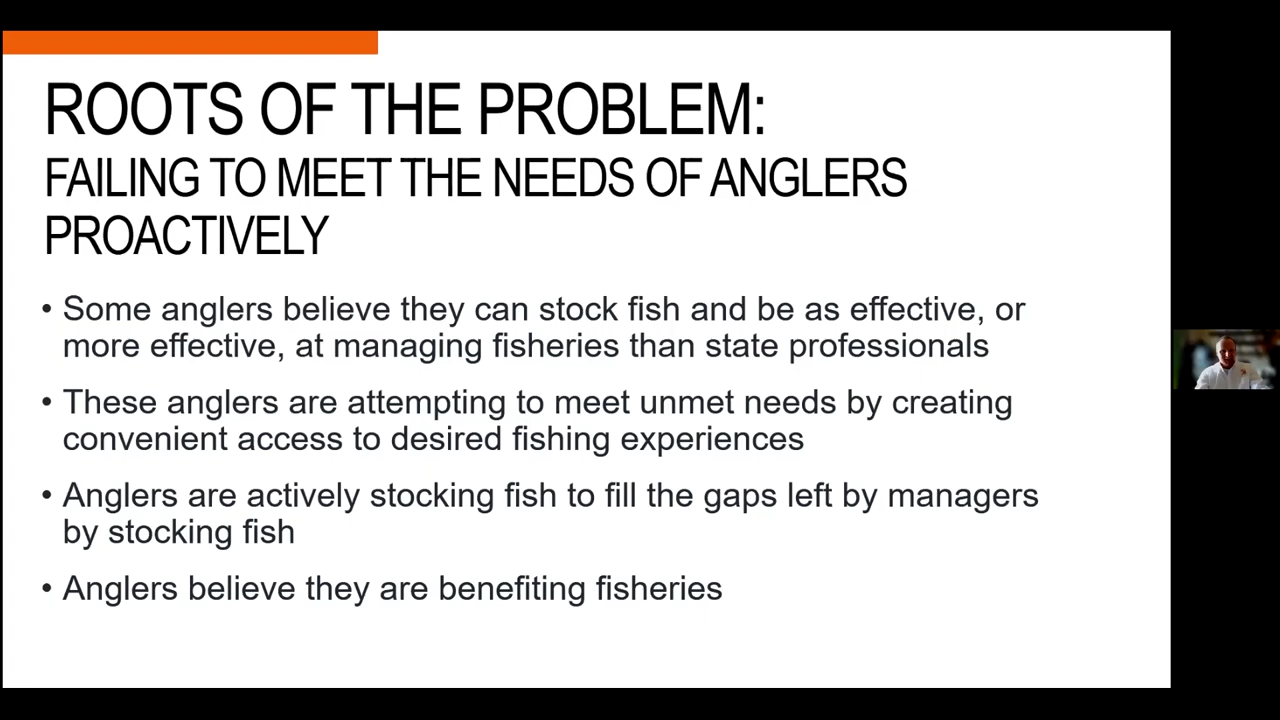 ROOTS OF THE PROBLEM:
FAILING TO MEET THE NEEDS OF ANGLERS
PROACTIVELY
• Some anglers believe they can stock fish and be as effective, or
more effective, at managing fisheries than state professionals
• These anglers are attempting to meet unmet needs by creating
convenient access to desired fishing experiences
• Anglers are actively stocking fish to fill the gaps left by managers
by stocking fish
• Anglers believe they are benefiting fisheries